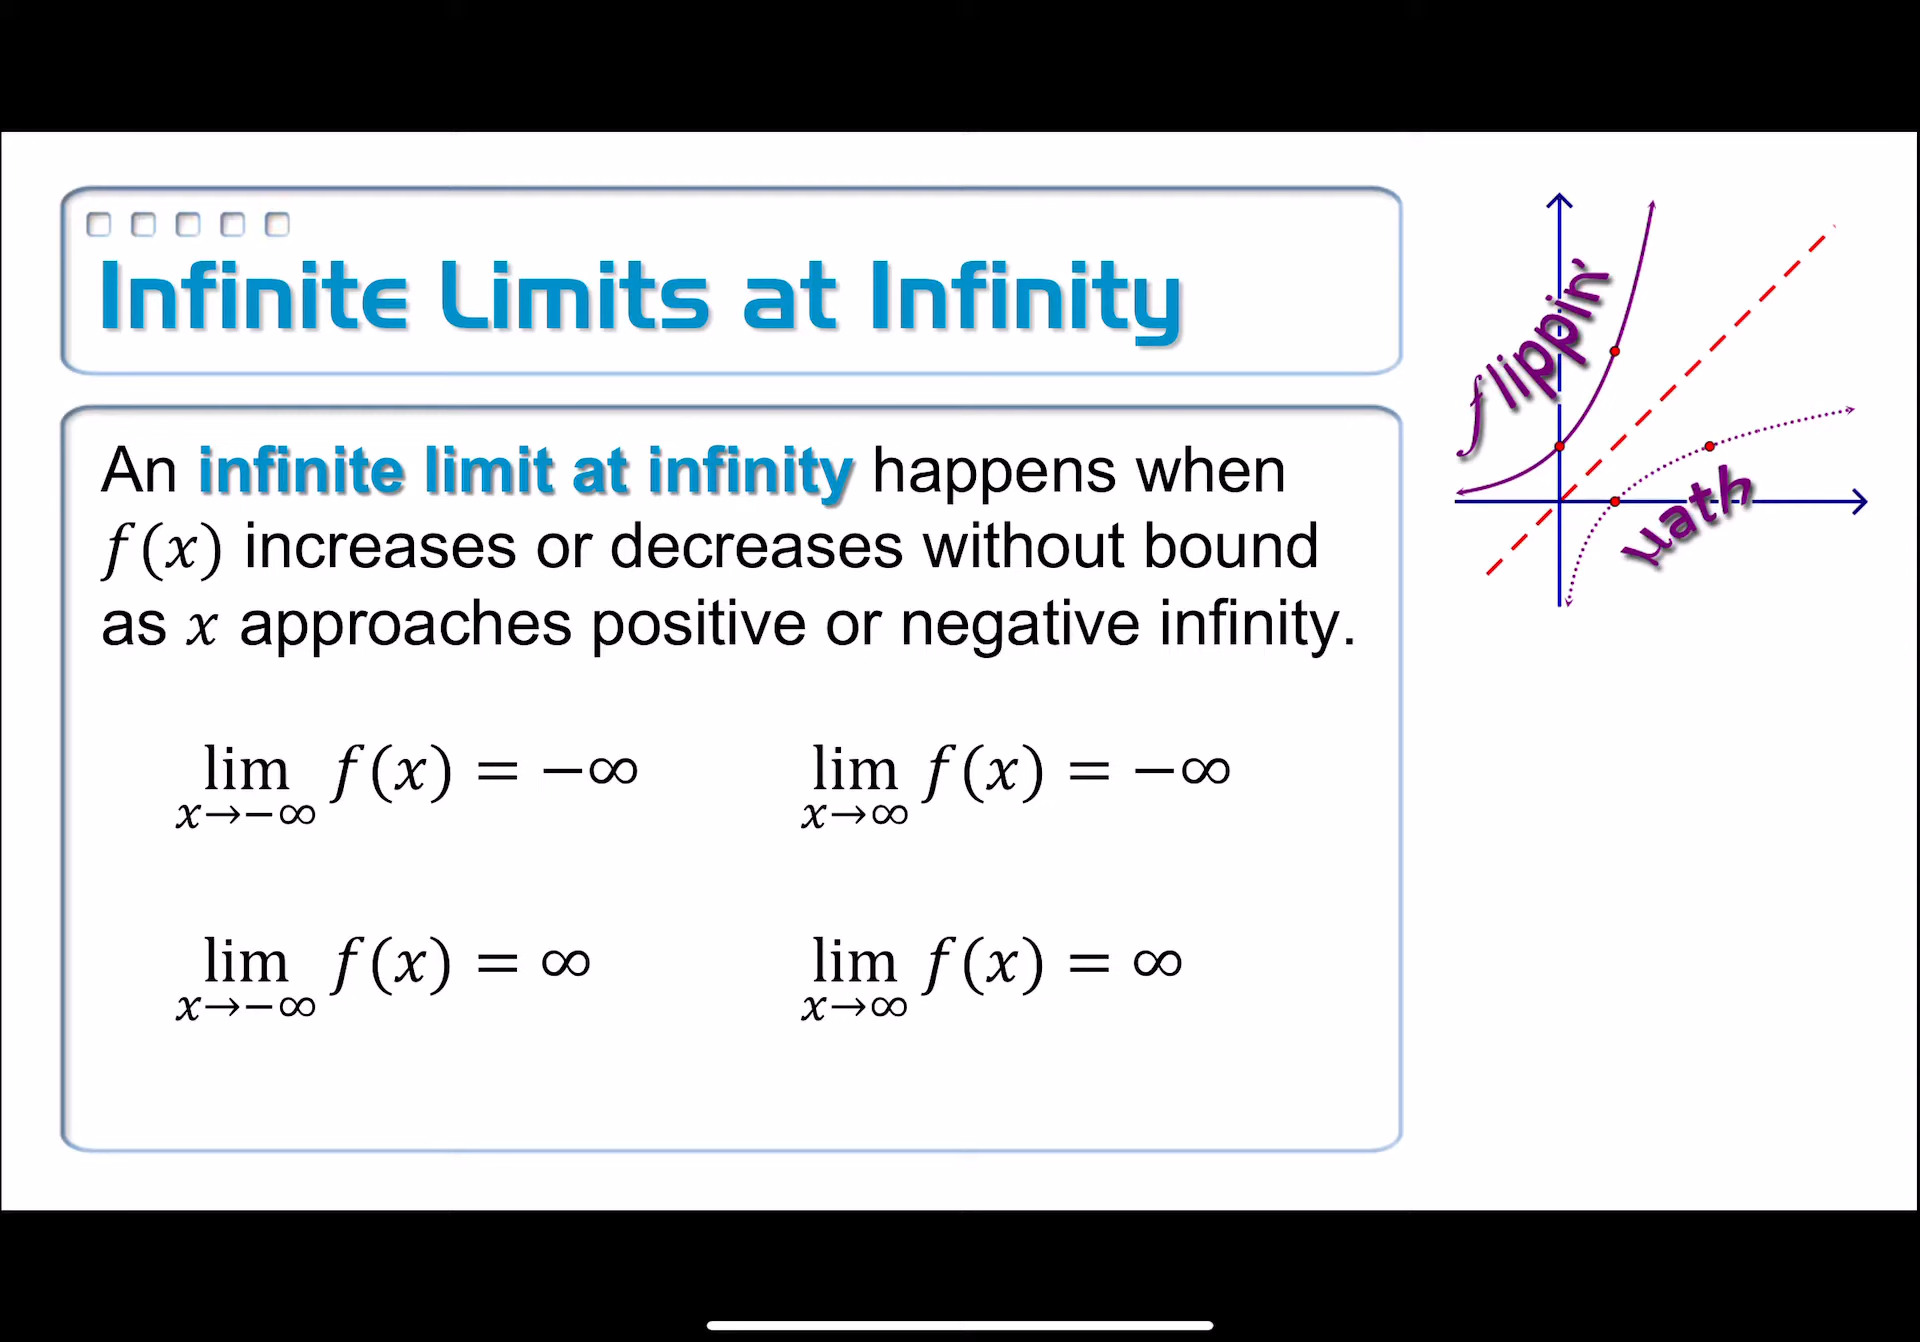 Infinite Limits at Infinity
An infinite limit at infinity happens when
f(x) increases or decreases without bound
as x approaches positive or negative infinity.
lim f(x) = −∞
x→−∞
lim f(x) = −∞
x→∞
lim f(x) = ∞
x→−∞
lim f(x) = ∞
x→∞
flippin'
math